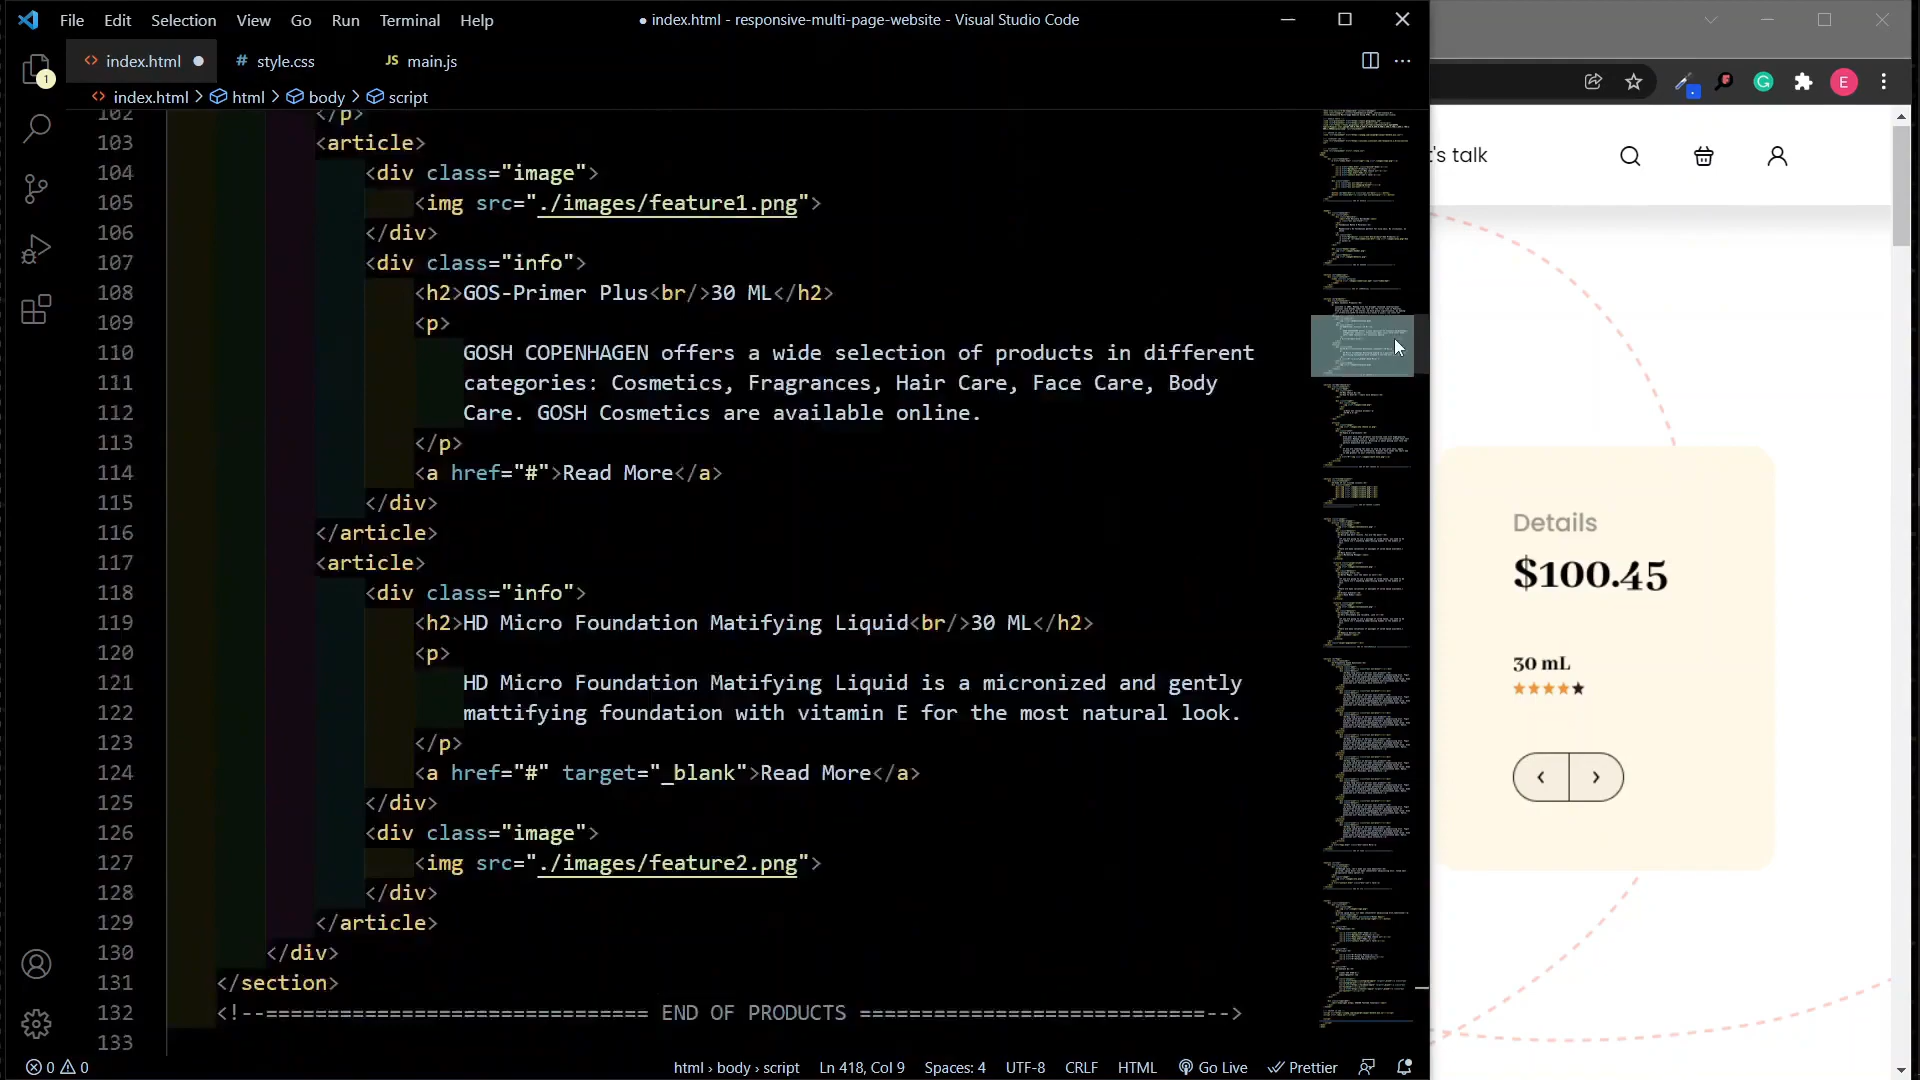 File Edit Selection View Go Run Terminal Help
● index.html - responsive-multi-page-website - Visual Studio Code
<> index.html ● # style.css JS main.js
<> index.html > html > body > script
102 </p>
103 <article>
104 <div class="image">
105 <img src="./images/feature1.png">
106 </div>
107 <div class="info">
108 <h2>GOS-Primer Plus<br/>30 ML</h2>
109 <p>
110 GOSH COPENHAGEN offers a wide selection of products in different
111 categories: Cosmetics, Fragrances, Hair Care, Face Care, Body
112 Care. GOSH Cosmetics are available online.
113 </p>
114 <a href="#">Read More</a>
115 </div>
116 </article>
117 <article>
118 <div class="info">
119 <h2>HD Micro Foundation Matifying Liquid<br/>30 ML</h2>
120 <p>
121 HD Micro Foundation Matifying Liquid is a micronized and gently
122 mattifying foundation with vitamin E for the most natural look.
123 </p>
124 <a href="#" target="_blank">Read More</a>
125 </div>
126 <div class="image">
127 <img src="./images/feature2.png">
128 </div>
129 </article>
130 </div>
131 </section>
132 <!--=============================== END OF PRODUCTS ============================-->
133
1
0 0
html > body > script Ln 418, Col 9 Spaces: 4 UTF-8 CRLF HTML Go Live Prettier
E
t's talk
Details
$100.45
30 mL